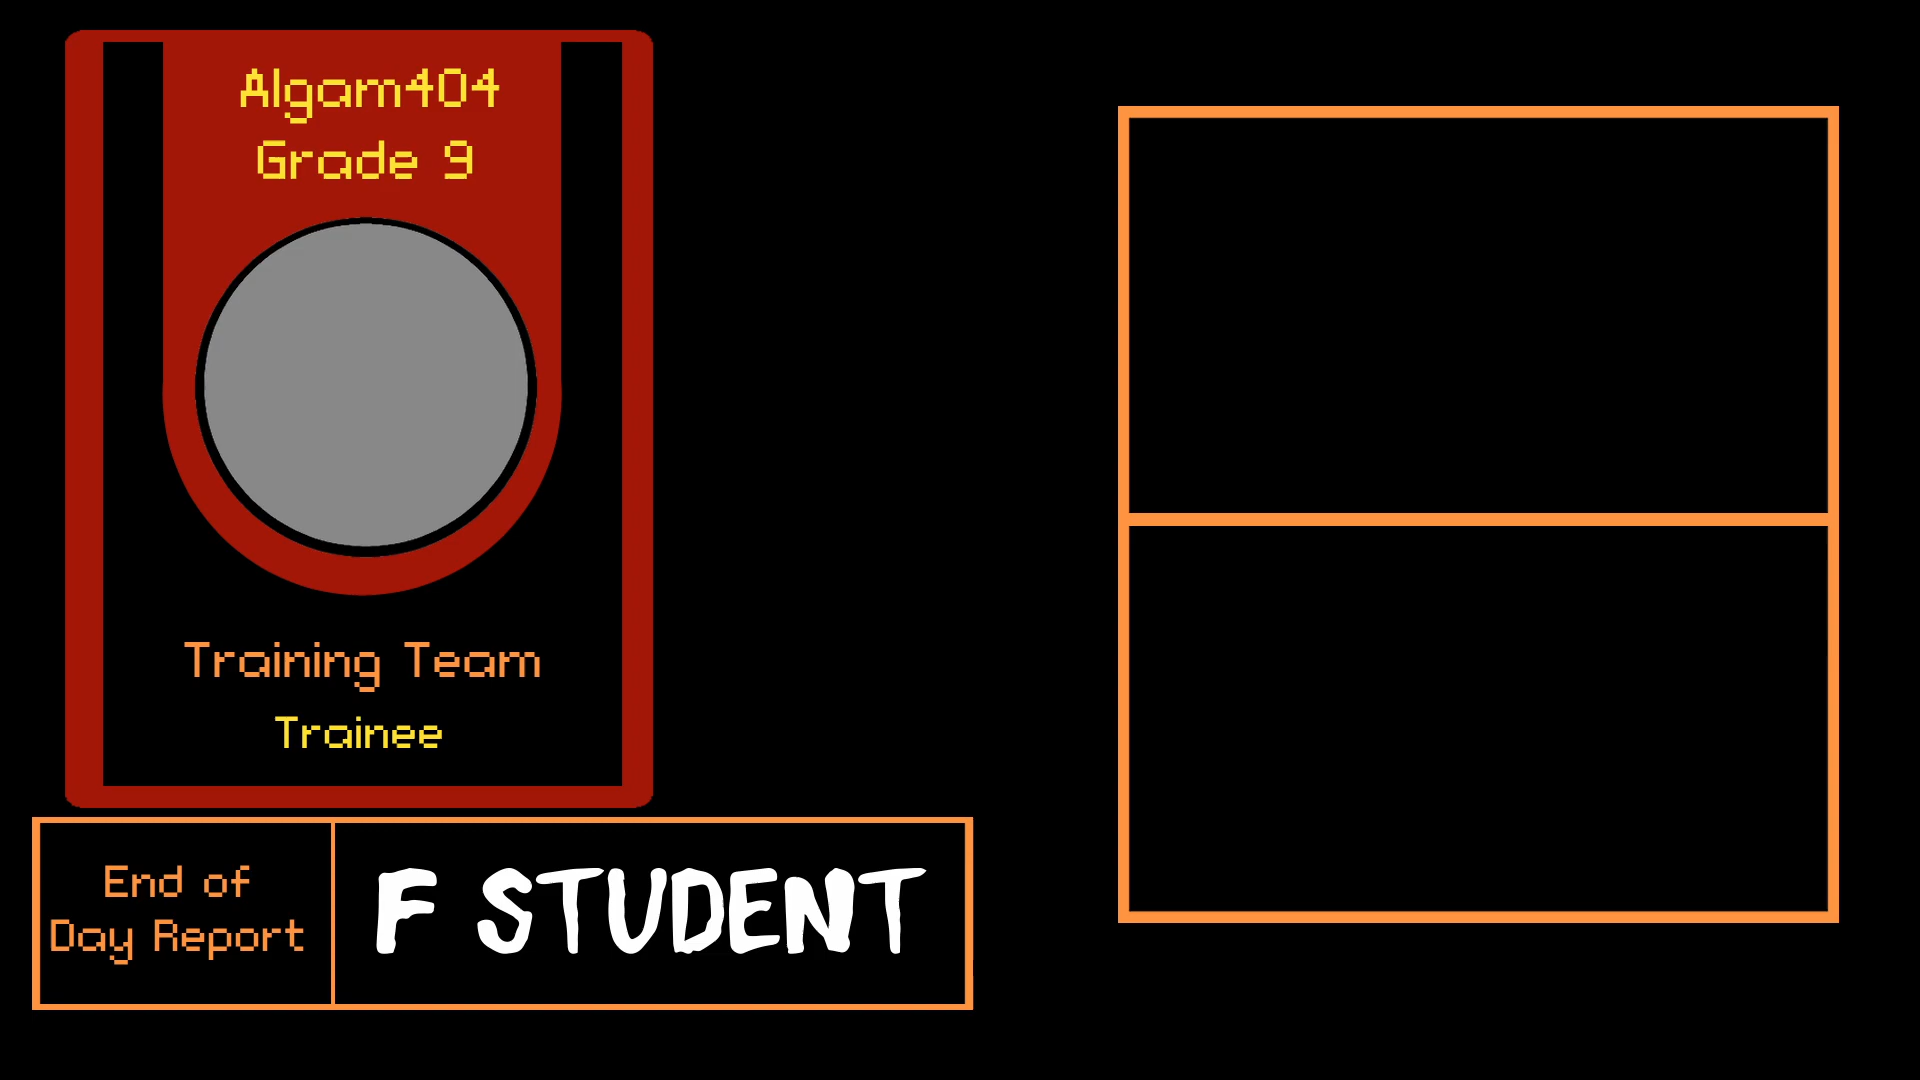 Algam404
Grade 9
Training Team
Trainee
End of
Day Report
F STUDENT